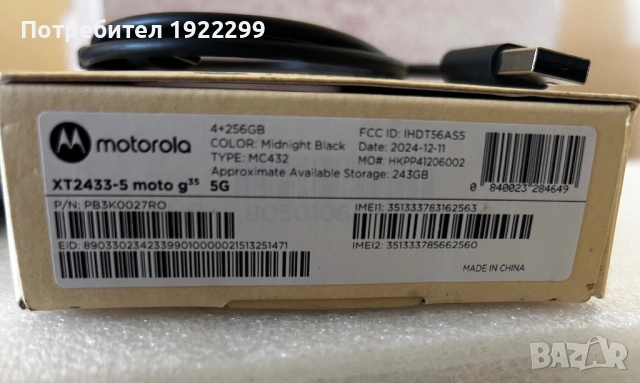 Потребител 1922299
motorola
4+256GB
COLOR: Midnight Black
TYPE: MC432
Approximate Available Storage: 243GB
FCC ID: IHDT56AS5
Date: 2024-12-11
MO#: HKPP41206002
XT2433-5 moto g35 5G
0 840023 284649
P/N: PB3K0027RO
IMEI1: 351333783162563
EID: 89033023423399010000021513251471
IMEI2: 351333785662560
MADE IN CHINA
BAZAR